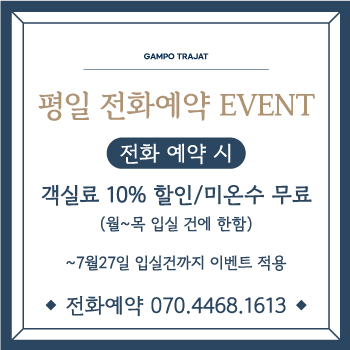 GAMPO TRAJAT
평일 전화예약 EVENT
전화 예약 시
객실료 10% 할인/미온수 무료
(월~목 입실 건에 한함)
~7월27일 입실건까지 이벤트 적용
◆ 전화예약 070.4468.1613 ◆